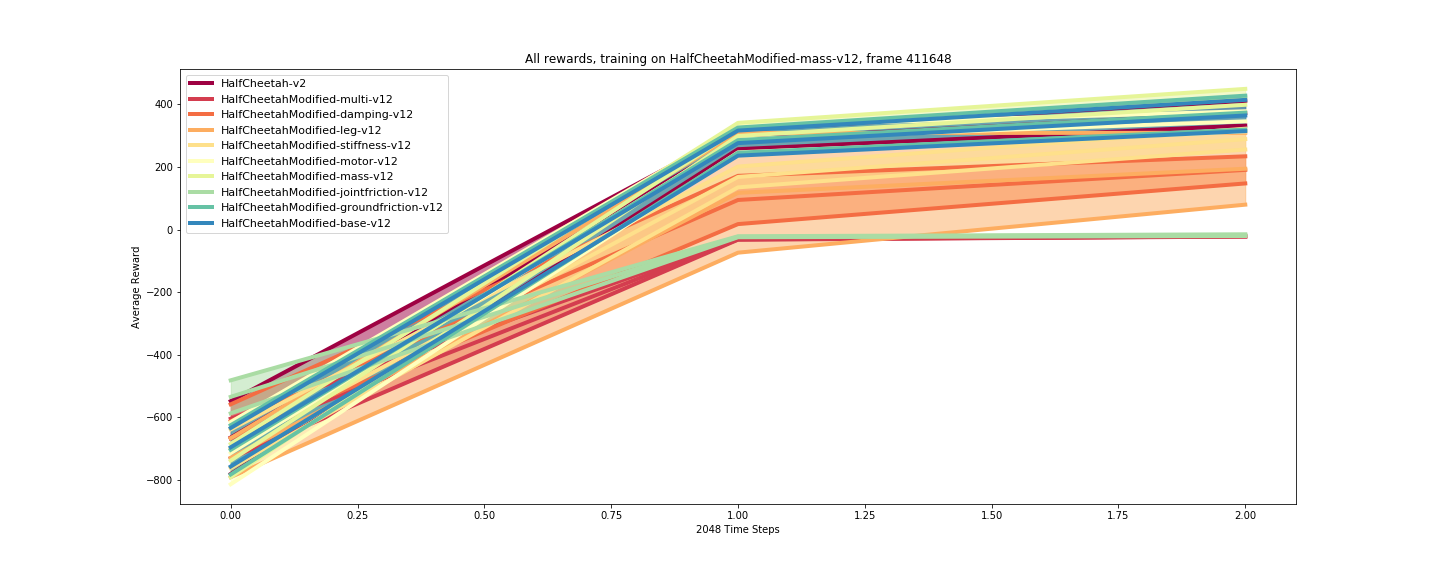 All rewards, training on HalfCheetahModified-mass-v12, frame 411648
HalfCheetah-v2
HalfCheetahModified-multi-v12
HalfCheetahModified-damping-v12
HalfCheetahModified-leg-v12
HalfCheetahModified-stiffness-v12
HalfCheetahModified-motor-v12
HalfCheetahModified-mass-v12
HalfCheetahModified-jointfriction-v12
HalfCheetahModified-groundfriction-v12
HalfCheetahModified-base-v12
Average Reward
400
200
0
−200
−400
−600
−800
0.00 0.25 0.50 0.75 1.00 1.25 1.50 1.75 2.00
2048 Time Steps